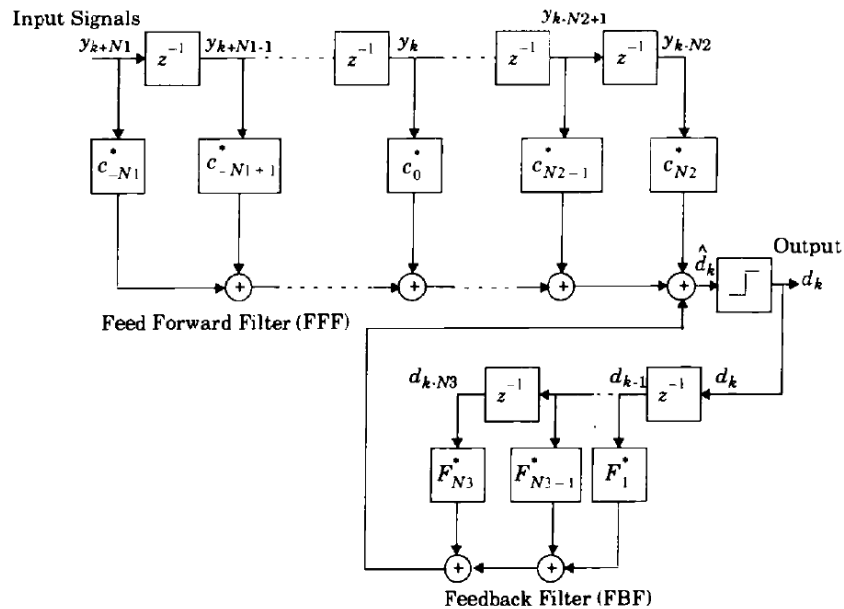 Input Signals
y_{k+N1} z^{-1} y_{k+N1-1} z^{-1} y_k z^{-1} y_{k-N2+1} z^{-1} y_{k-N2}
c^*_{-N1} c^*_{-N1+1} c^*_0 c^*_{N2-1} c^*_{N2}
+ + + + \hat{d}_k Output d_k
Feed Forward Filter (FFF)
d_{k-N3} z^{-1} d_{k-1} z^{-1} d_k
F^*_{N3} F^*_{N3-1} F^*_1
+ +
Feedback Filter (FBF)